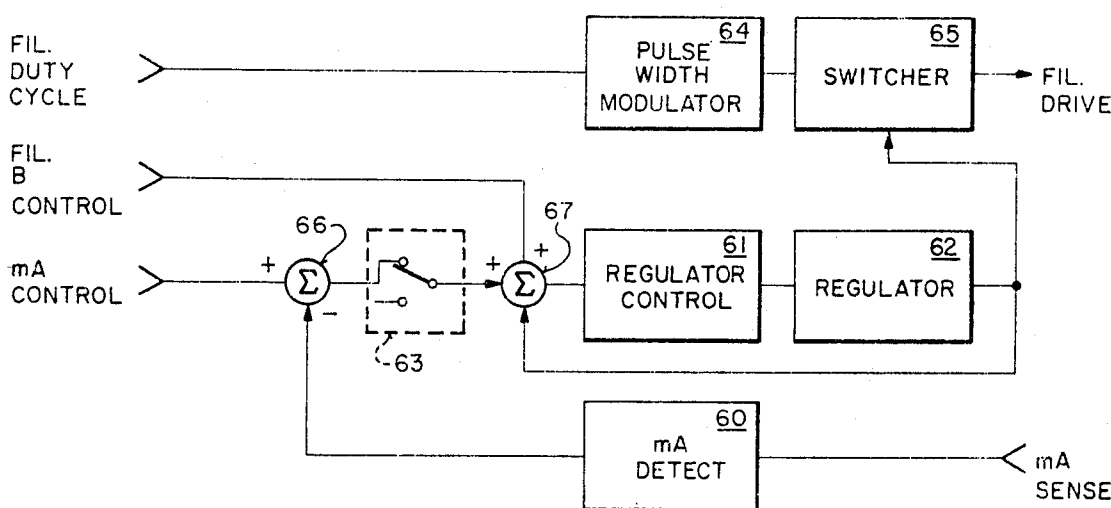 FIL.
DUTY
CYCLE
64
PULSE
WIDTH
MODULATOR
65
SWITCHER
FIL.
DRIVE
FIL.
B
CONTROL
66
67
+
+
+
mA
CONTROL
Σ
Σ
−
63
61
REGULATOR
CONTROL
62
REGULATOR
60
mA
DETECT
mA
SENSE